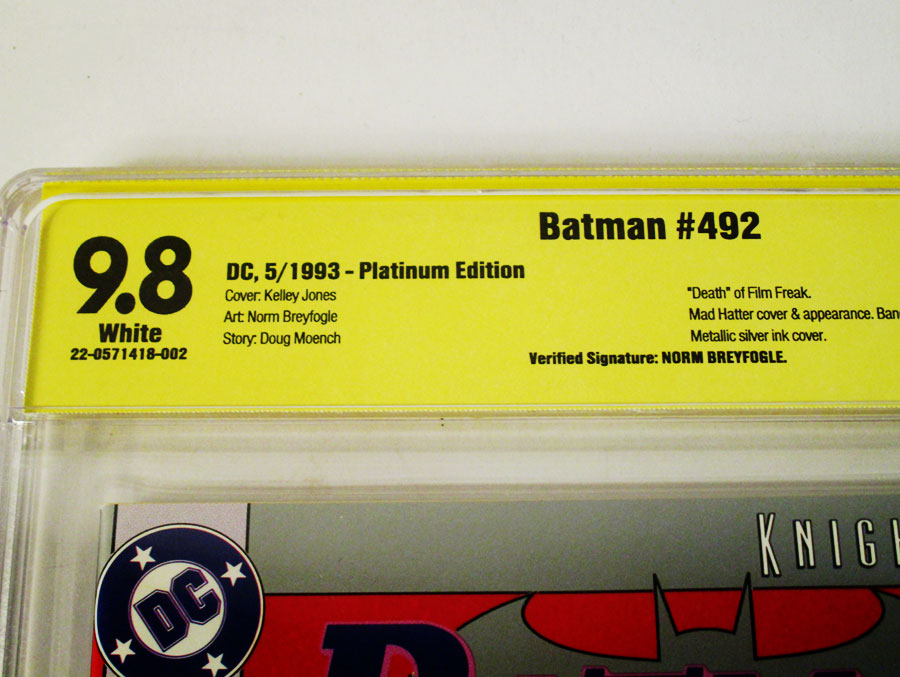 Batman #492
9.8
White
22-0571418-002
DC, 5/1993 - Platinum Edition
Cover: Kelley Jones
Art: Norm Breyfogle
Story: Doug Moench
"Death" of Film Freak.
Mad Hatter cover & appearance. Ban
Metallic silver ink cover.
Verified Signature: NORM BREYFOGLE.
KNIGH
DC